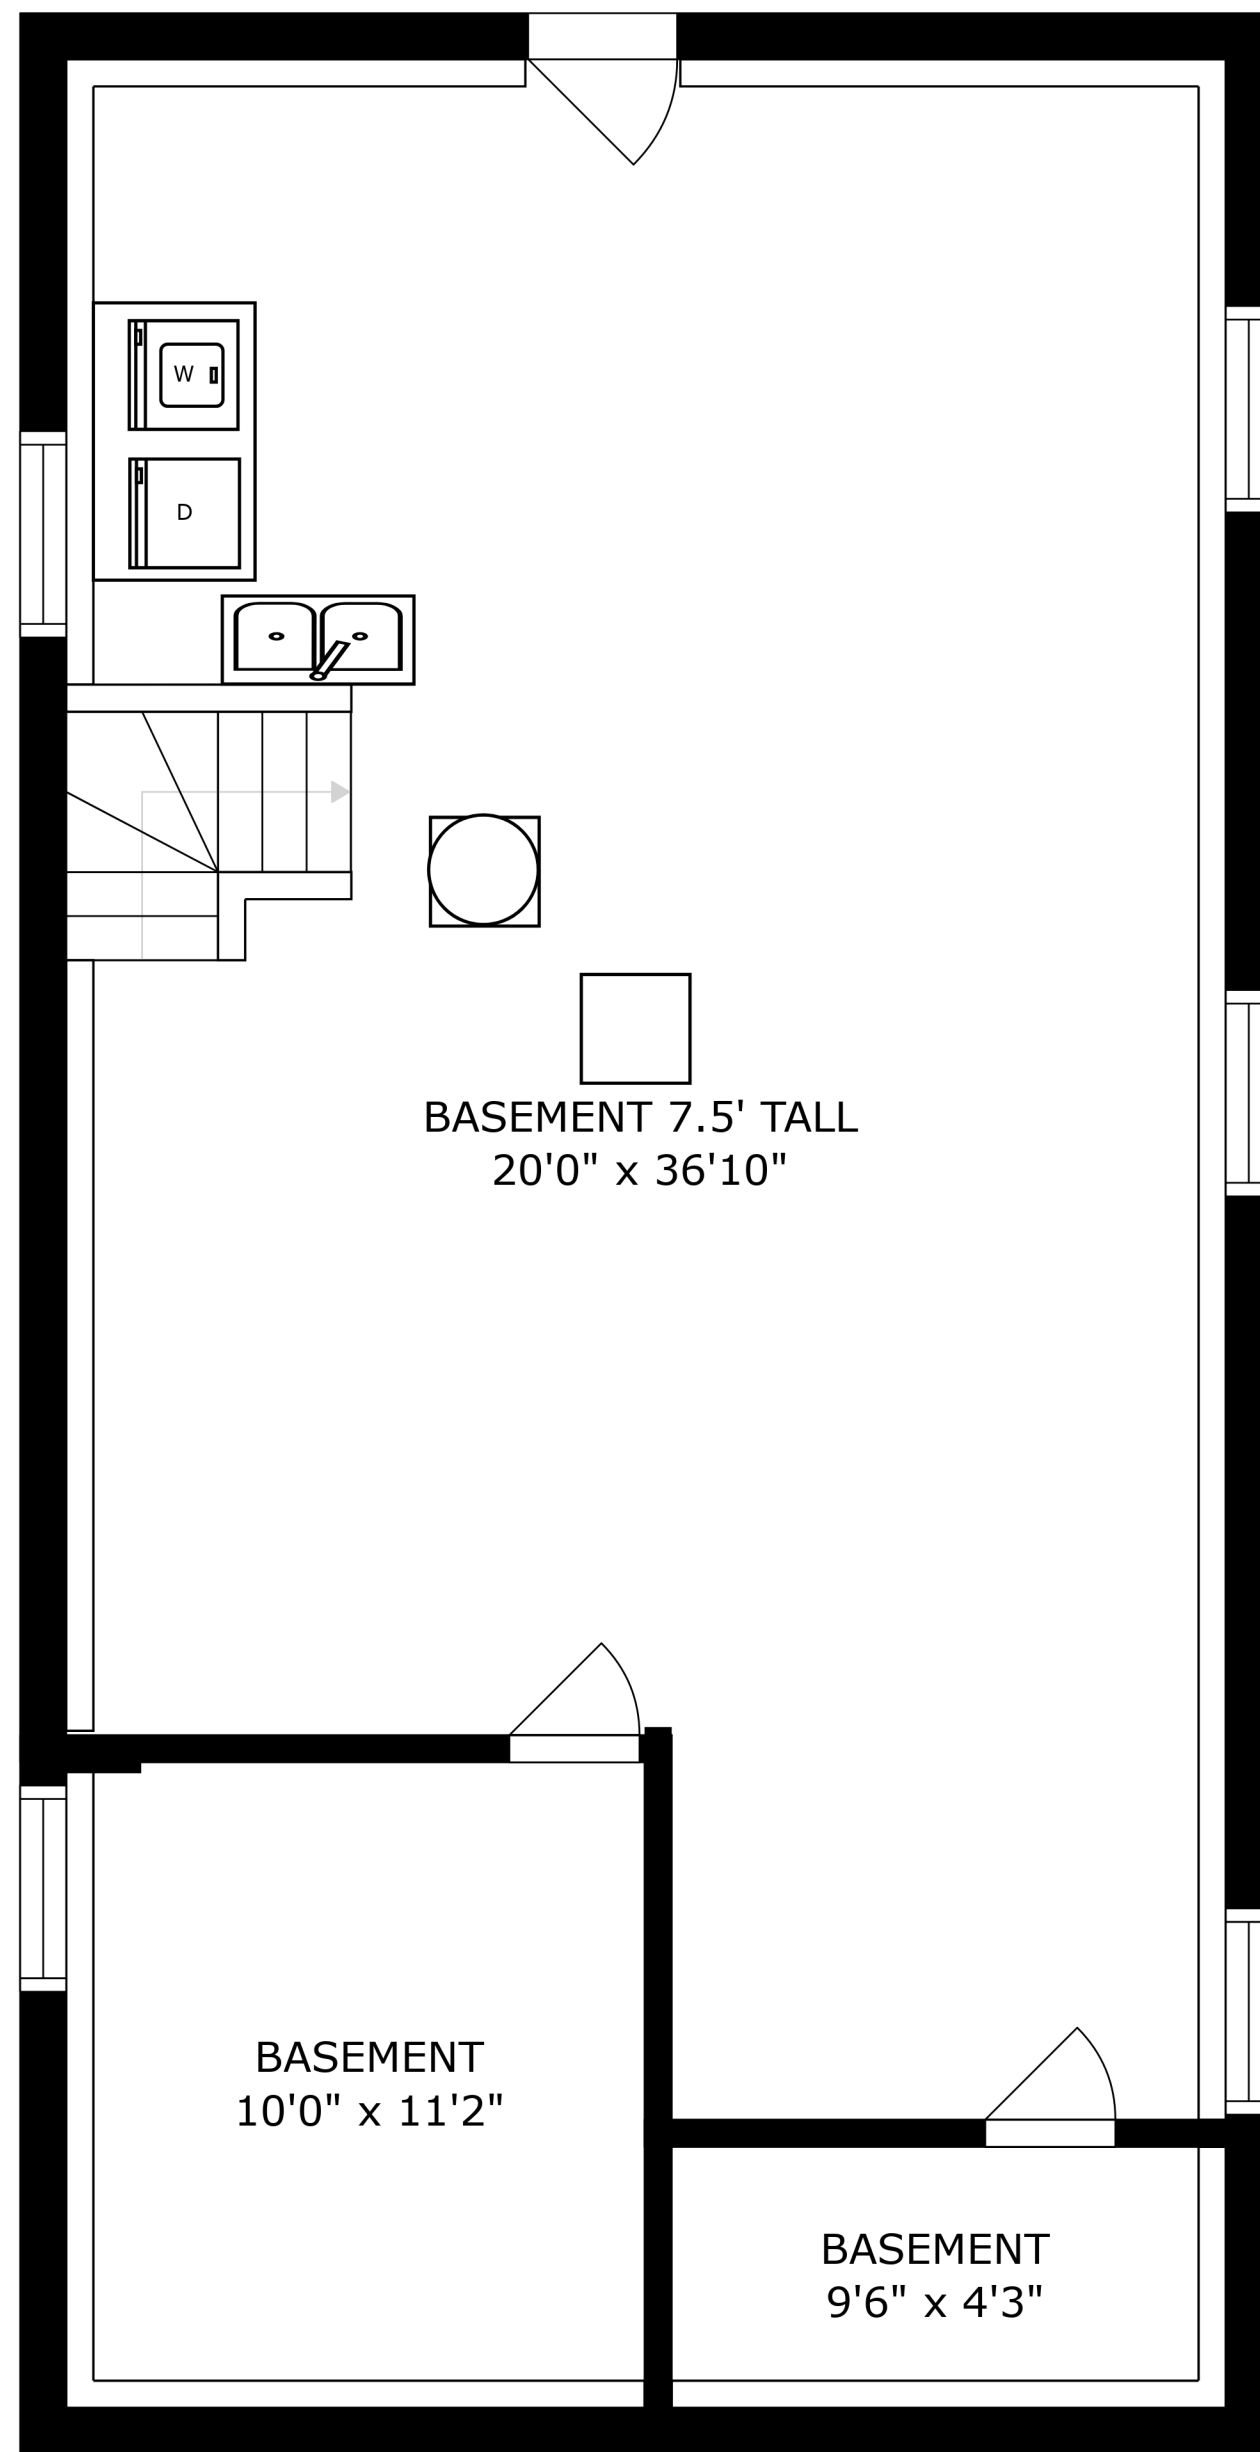 W
D
BASEMENT 7.5' TALL
20'0" x 36'10"
BASEMENT
10'0" x 11'2"
BASEMENT
9'6" x 4'3"